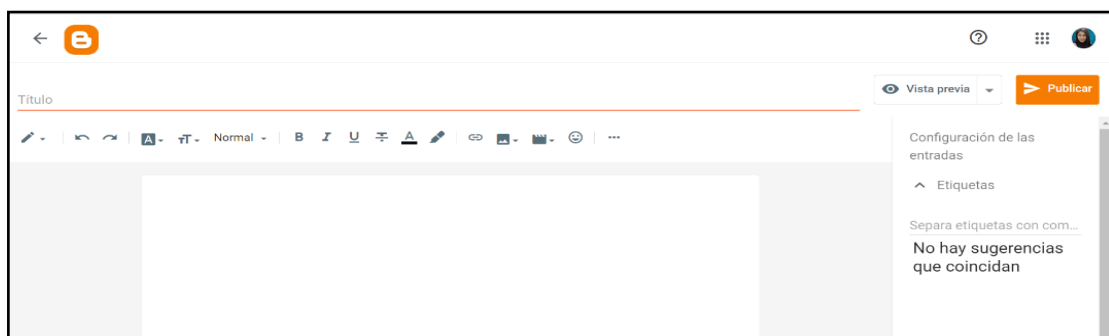 Título
Vista previa
Publicar
Normal
B I U A
Configuración de las
entradas
Etiquetas
Separa etiquetas con com...
No hay sugerencias
que coincidan